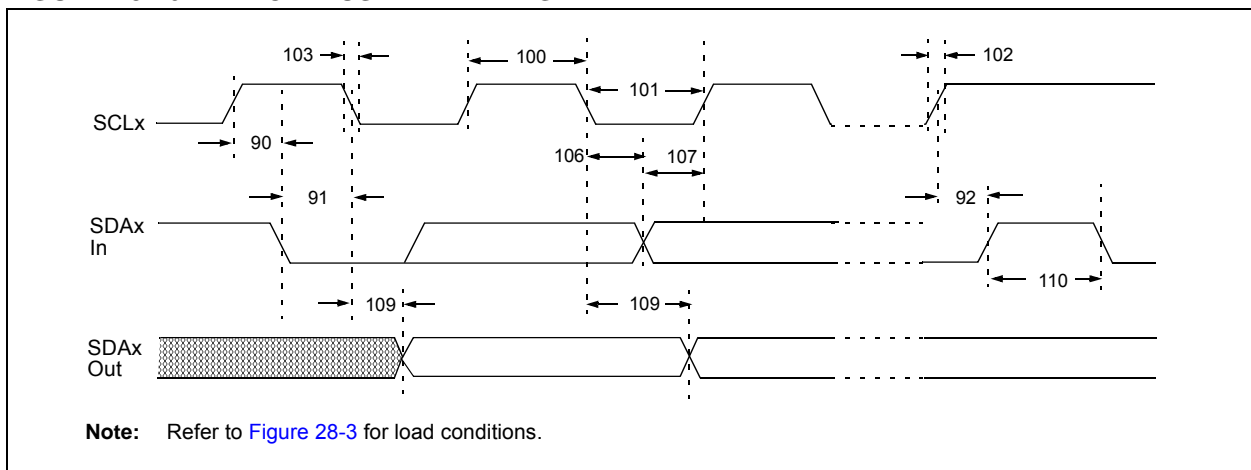 103
100
101
102
SCLx
90
106
107
91
92
SDAx
In
110
109
109
SDAx
Out
Note: Refer to Figure 28-3 for load conditions.